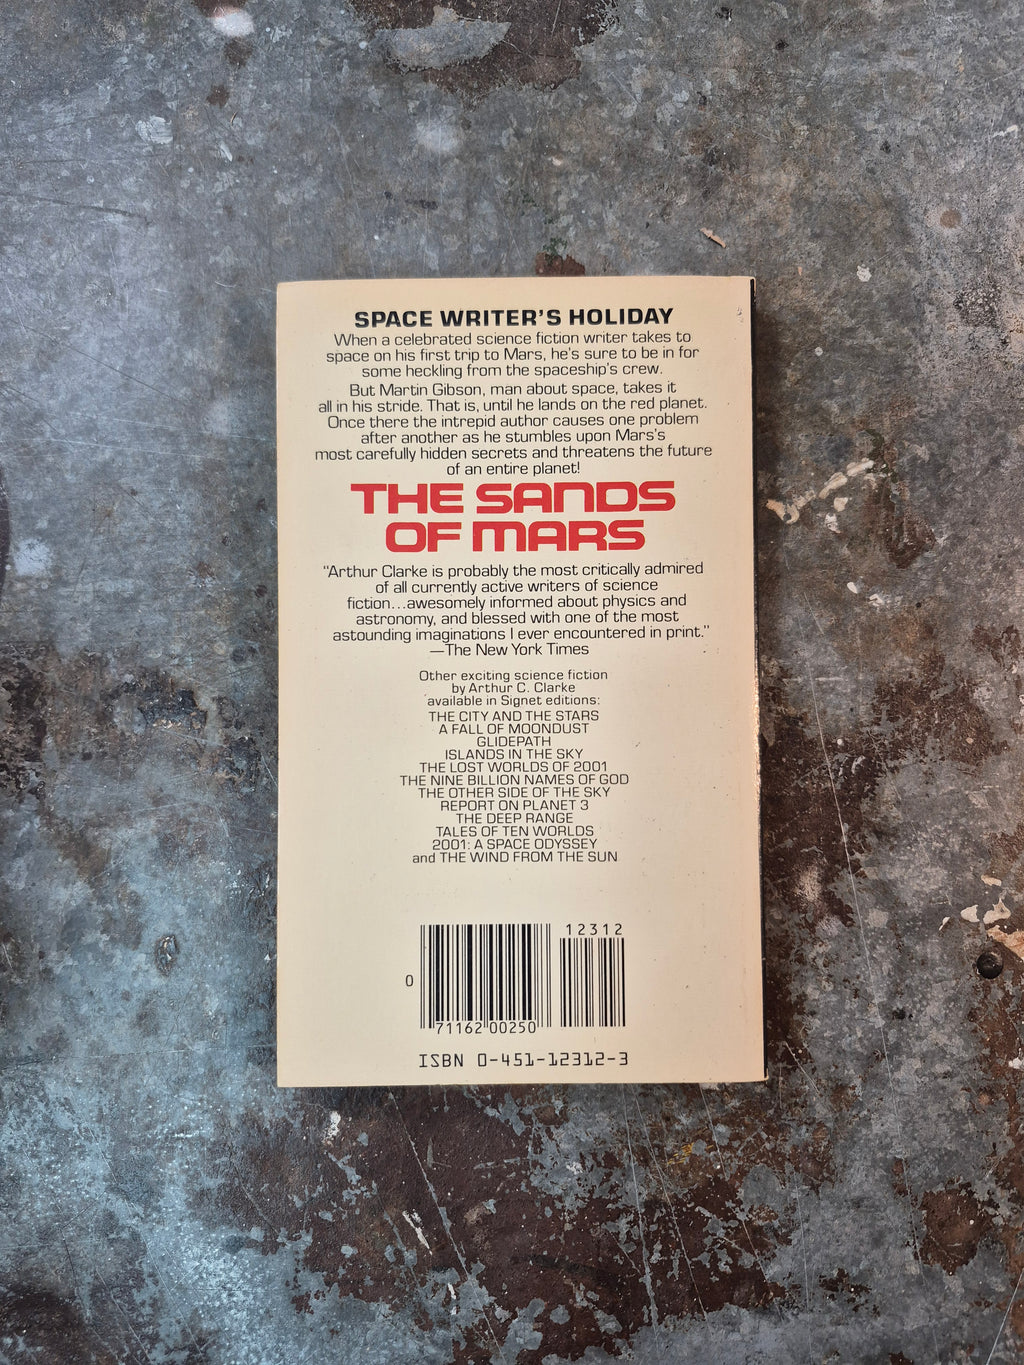 SPACE WRITER'S HOLIDAY
When a celebrated science fiction writer takes to
space on his first trip to Mars, he's sure to be in for
some heckling from the spaceship's crew.
But Martin Gibson, man about space, takes it
all in his stride. That is, until he lands on the red planet.
Once there the intrepid author causes one problem
after another as he stumbles upon Mars's
most carefully hidden secrets and threatens the future
of an entire planet!
THE SANDS
OF MARS
"Arthur Clarke is probably the most critically admired
of all currently active writers of science
fiction...awesomely informed about physics and
astronomy, and blessed with one of the most
astounding imaginations I ever encountered in print."
—The New York Times
Other exciting science fiction
by Arthur C. Clarke
available in Signet editions:
THE CITY AND THE STARS
A FALL OF MOONDUST
GLIDEPATH
ISLANDS IN THE SKY
THE LOST WORLDS OF 2001
THE NINE BILLION NAMES OF GOD
THE OTHER SIDE OF THE SKY
REPORT ON PLANET 3
THE DEEP RANGE
TALES OF TEN WORLDS
2001: A SPACE ODYSSEY
and THE WIND FROM THE SUN
12312
0
71162 00250
ISBN 0-451-12312-3